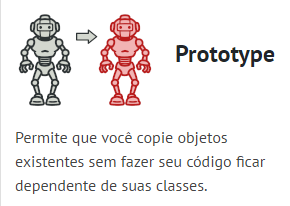 Prototype
Permite que você copie objetos
existentes sem fazer seu código ficar
dependente de suas classes.